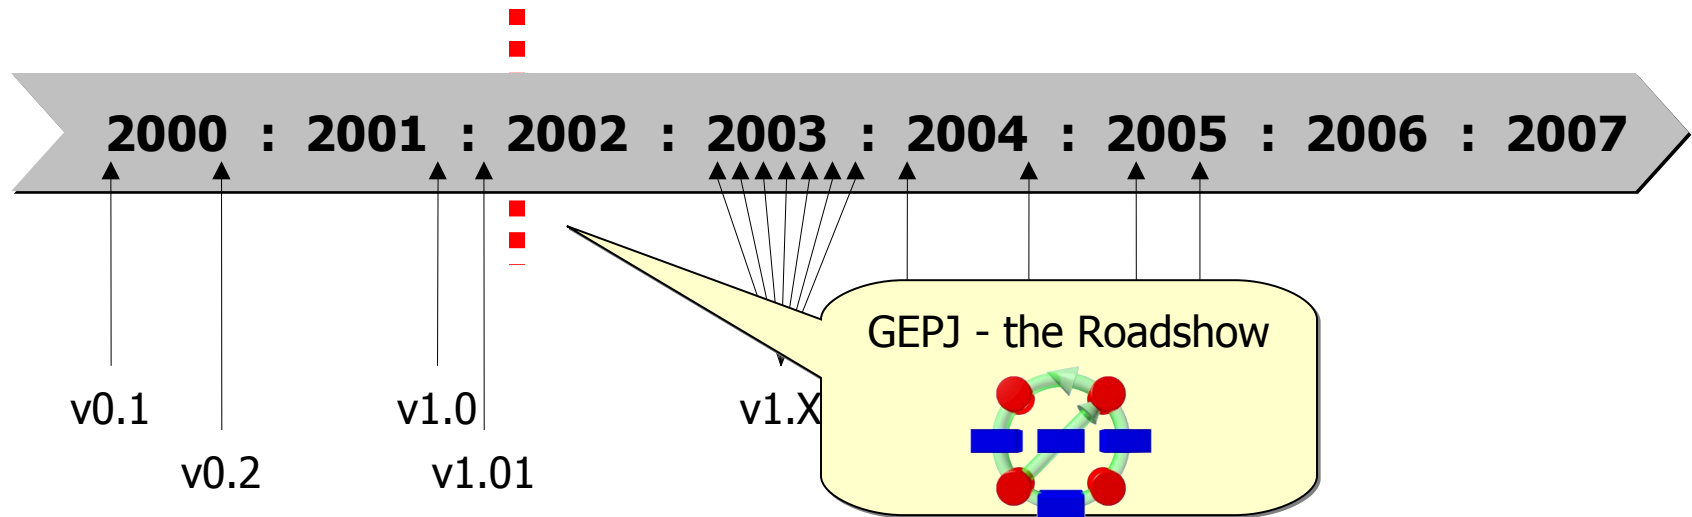 2000 : 2001 : 2002 : 2003 : 2004 : 2005 : 2006 : 2007
GEPJ - the Roadshow
v0.1
v1.0
v1.X
v0.2
v1.01